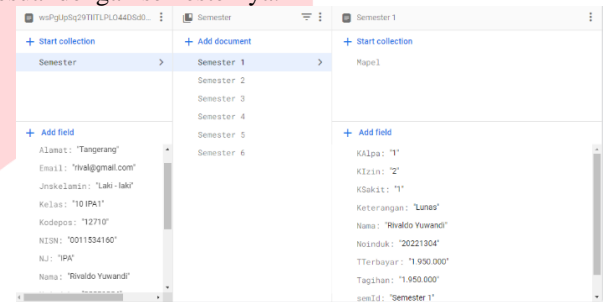 wsPgUpSq29TIITLPLO44DSd0...
Semester
Semester 1
+ Start collection
+ Add document
+ Start collection
Semester
Semester 1
Semester 2
Semester 3
Semester 4
Semester 5
Semester 6
Mapel
+ Add field
Alamat: "Tangerang"
Email: "rival@gmail.com"
Jnskelamin: "Laki - laki"
Kelas: "10 IPA1"
Kodepos: "12710"
NISN: "0011534160"
NJ: "IPA"
Nama: "Rivaldo Yuwandi"
+ Add field
KAlpa: "1"
KIzin: "2"
KSakit: "1"
Keterangan: "Lunas"
Nama: "Rivaldo Yuwandi"
Noinduk: "20221304"
TTerbayar: "1.950.000"
Tagihan: "1.950.000"
semId: "Semester 1"